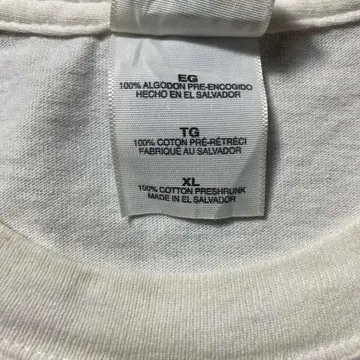 EG
100% ALGODON PRE-ENCOGIDO
HECHO EN EL SALVADOR
TG
100% COTON PRÉ-RÉTRÉCI
FABRIQUÉ AU SALVADOR
XL
100% COTTON PRESHRUNK
MADE IN EL SALVADOR